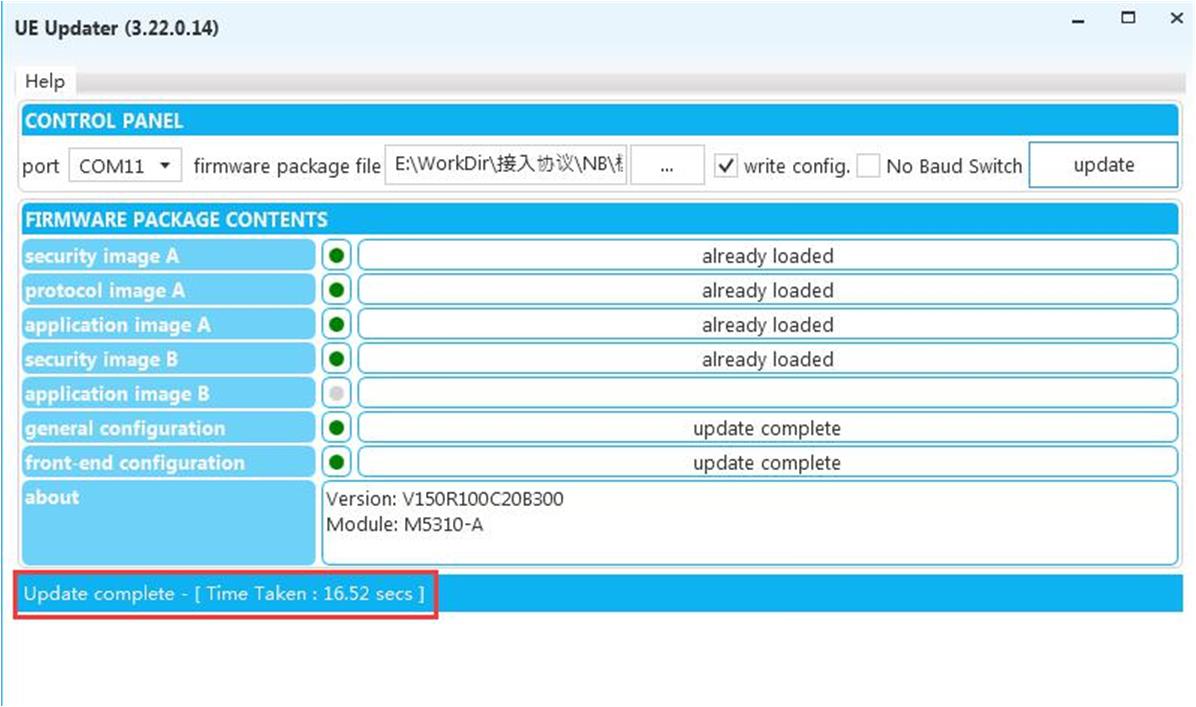 UE Updater (3.22.0.14)
Help
CONTROL PANEL
port COM11 firmware package file E:\WorkDir\接入协议\NB\ ... write config. No Baud Switch update
FIRMWARE PACKAGE CONTENTS
security image A already loaded
protocol image A already loaded
application image A already loaded
security image B already loaded
application image B
general configuration update complete
front-end configuration update complete
about Version: V150R100C20B300
Module: M5310-A
Update complete - [ Time Taken : 16.52 secs ]